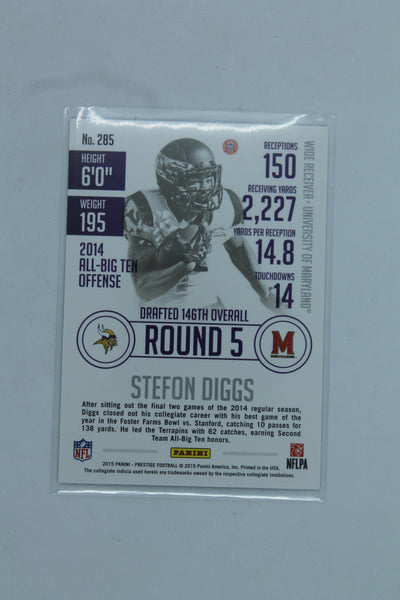 No. 285
HEIGHT
6'0"
WEIGHT
195
2014
ALL-BIG TEN
OFFENSE
RECEPTIONS
150
RECEIVING YARDS
2,227
YARDS PER RECEPTION
14.8
TOUCHDOWNS
14
WIDE RECEIVER • UNIVERSITY OF MARYLAND®
DRAFTED 146TH OVERALL
ROUND 5
M
STEFON DIGGS
After sitting out the final two games of the 2014 regular season,
Diggs closed out his collegiate career with his best game of the
year in the Foster Farms Bowl vs. Stanford, catching 10 passes for
138 yards. He led the Terrapins with 62 catches, earning Second
Team All-Big Ten honors.
NFL
PANINI
NFLPA
2015 PANINI - PRESTIGE FOOTBALL © 2015 Panini America, Inc. Printed in the USA.
The collegiate indicia used herein are trademarks owned by the respective collegiate institutions.